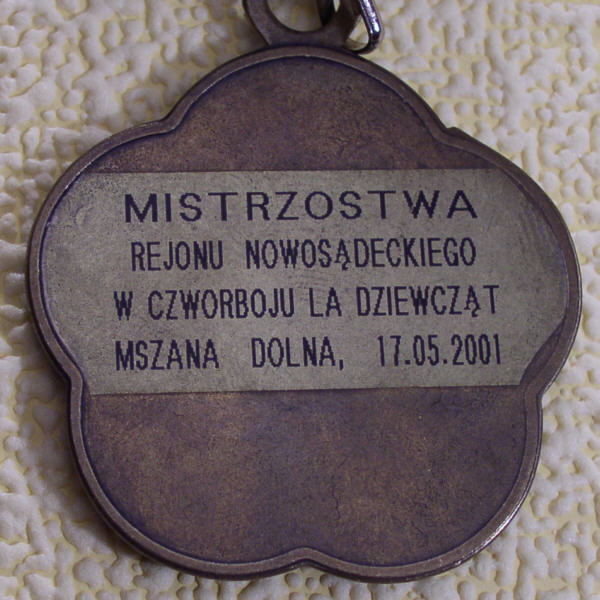 MISTRZOSTWA
REJONU NOWOSĄDECKIEGO
W CZWORBOJU LA DZIEWCZĄT
MSZANA DOLNA, 17.05.2001